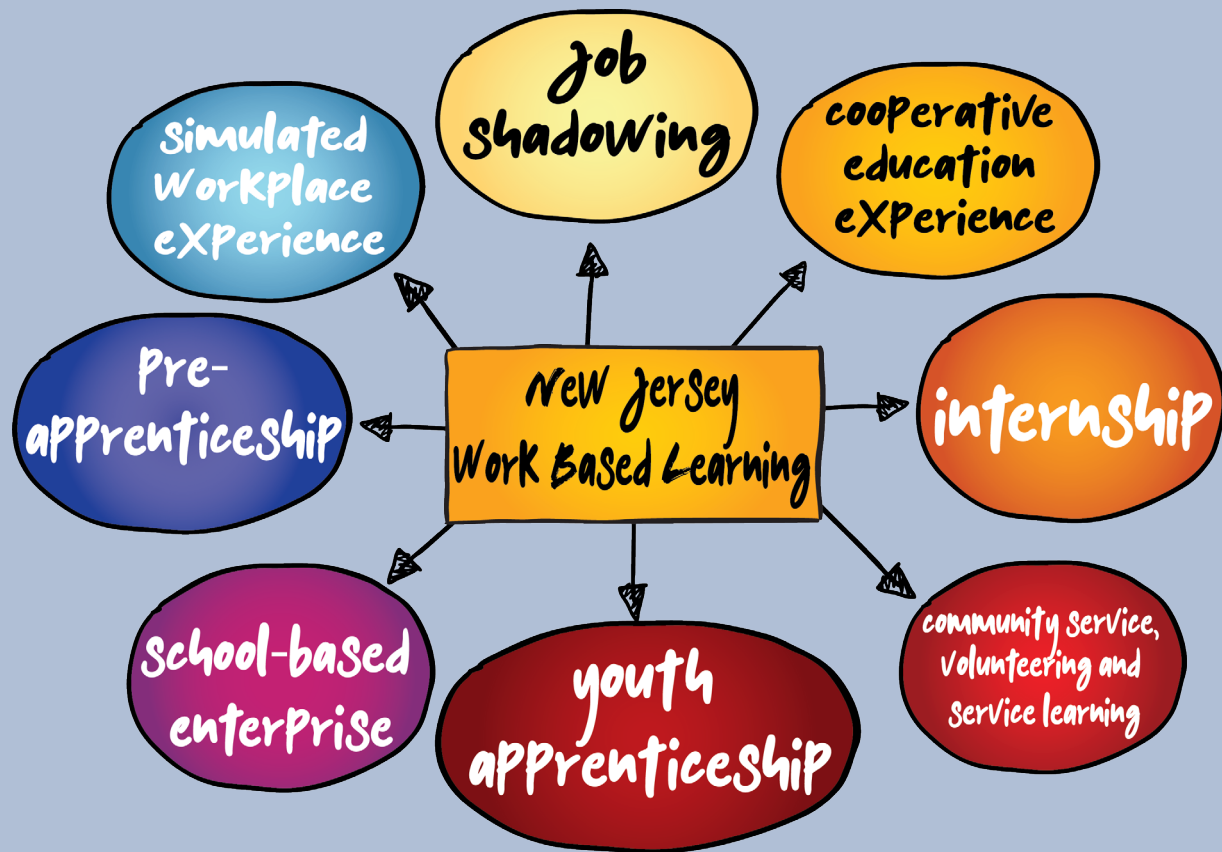 Job
shadowing
simulated
workplace
experience
cooperative
education
experience
pre-
apprenticeship
New Jersey
Work Based Learning
internship
school-based
enterprise
youth
apprenticeship
community service,
volunteering and
service learning